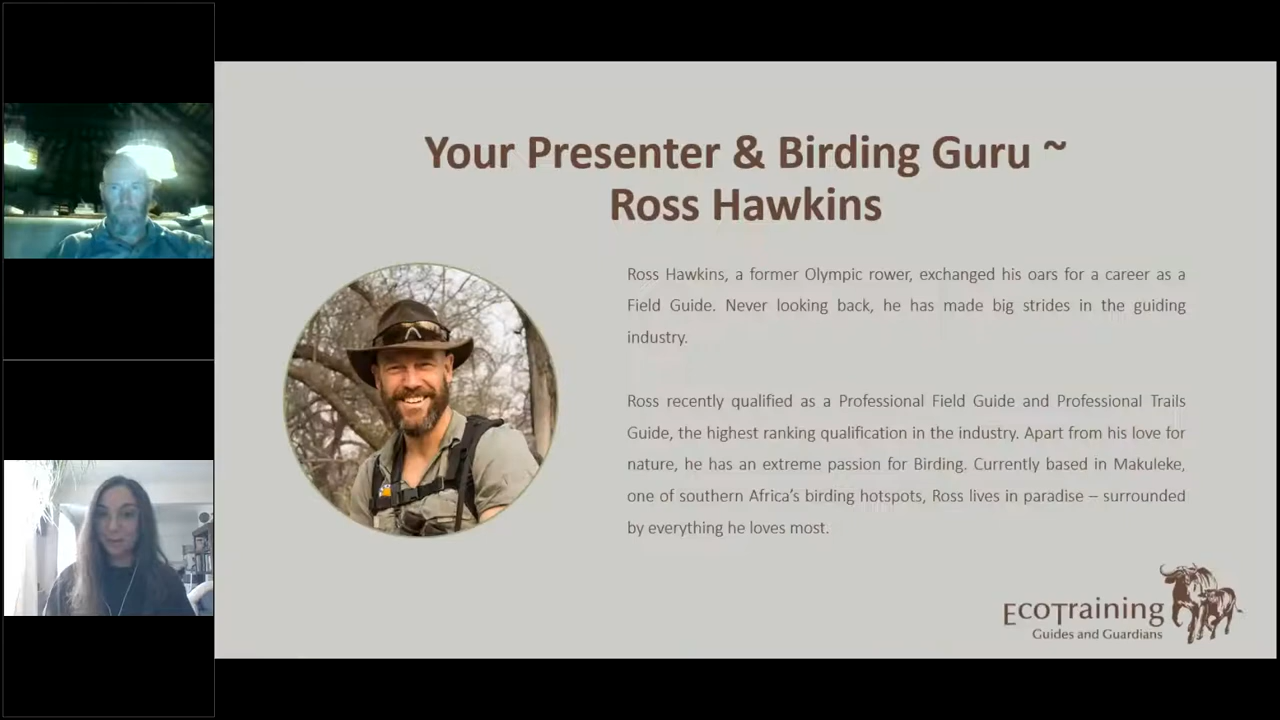 Your Presenter & Birding Guru ~
Ross Hawkins
Ross Hawkins, a former Olympic rower, exchanged his oars for a career as a
Field Guide. Never looking back, he has made big strides in the guiding
industry.
Ross recently qualified as a Professional Field Guide and Professional Trails
Guide, the highest ranking qualification in the industry. Apart from his love for
nature, he has an extreme passion for Birding. Currently based in Makuleke,
one of southern Africa's birding hotspots, Ross lives in paradise – surrounded
by everything he loves most.
EcoTraining
Guides and Guardians